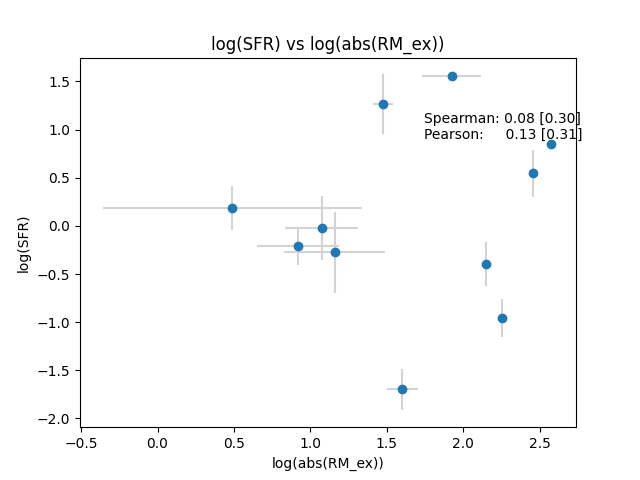 log(SFR) vs log(abs(RM_ex))
1.5
1.0
0.5
0.0
−0.5
−1.0
−1.5
−2.0
log(SFR)
Spearman: 0.08 [0.30]
Pearson: 0.13 [0.31]
−0.5 0.0 0.5 1.0 1.5 2.0 2.5
log(abs(RM_ex))